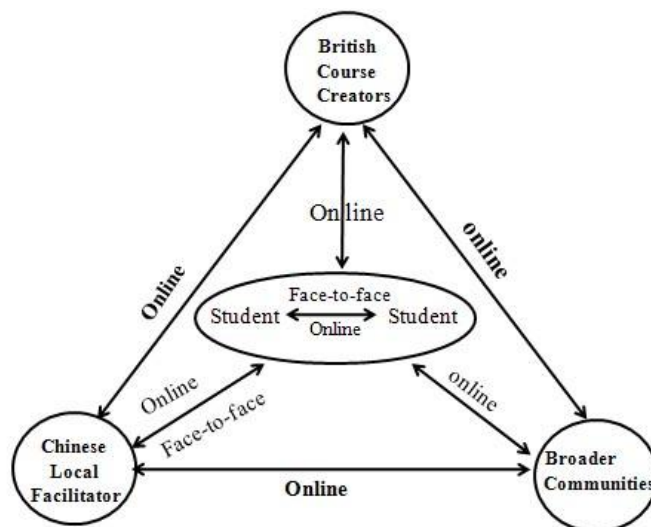 British
Course
Creators
Online
Online
online
Face-to-face
Student Student
Online
Online
Face-to-face
online
Chinese
Local
Facilitator
Broader
Communities
Online